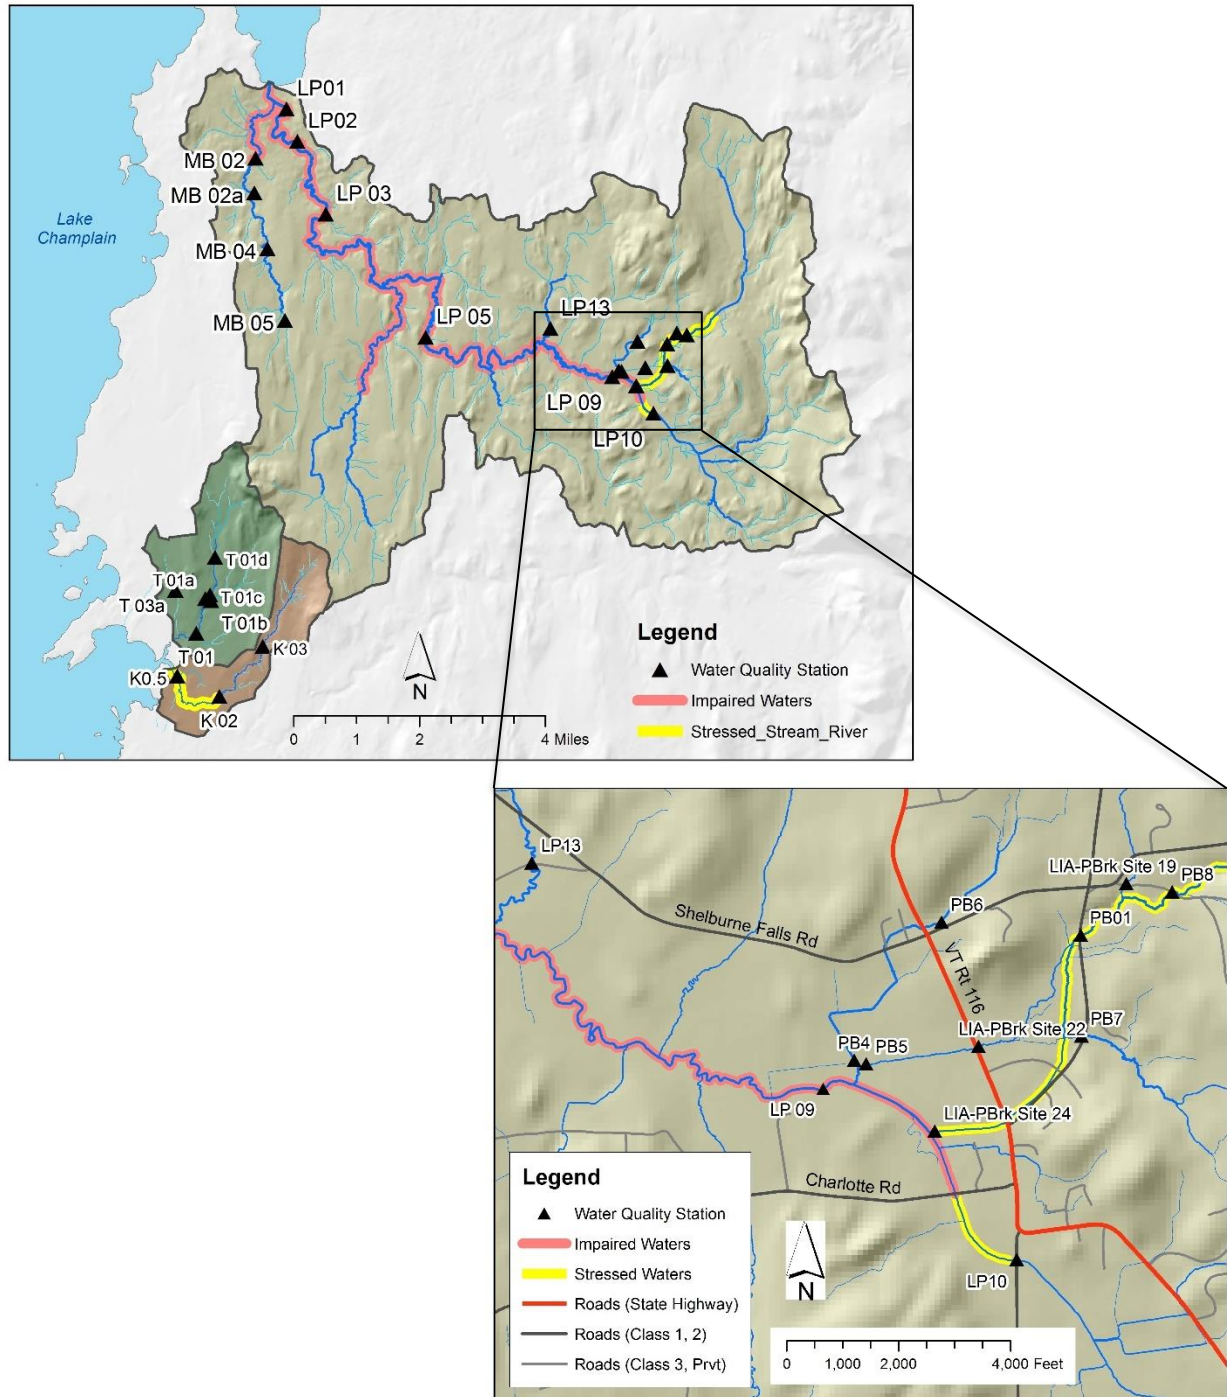 LP01
LP02
MB 02
MB 02a
LP 03
Lake
Champlain
MB 04
MB 05
LP 05
LP13
LP 09
LP10
T 01d
T 01a
T 01c
T 03a
T 01b
T 01
K 03
K0.5
K 02
N
0 2 4 Miles
Legend
Water Quality Station
Impaired Waters
Stressed_Stream_River
LP13
LIA-PBrk Site 19
PB8
PB6
PB01
Shelburne Falls Rd
VT Rt 116
LIA-PBrk Site 22
PB7
PB4
PB5
LP 09
LIA-PBrk Site 24
Charlotte Rd
LP10
N
0 1,000 2,000 4,000 Feet
Legend
Water Quality Station
Impaired Waters
Stressed Waters
Roads (State Highway)
Roads (Class 1, 2)
Roads (Class 3, Prvt)